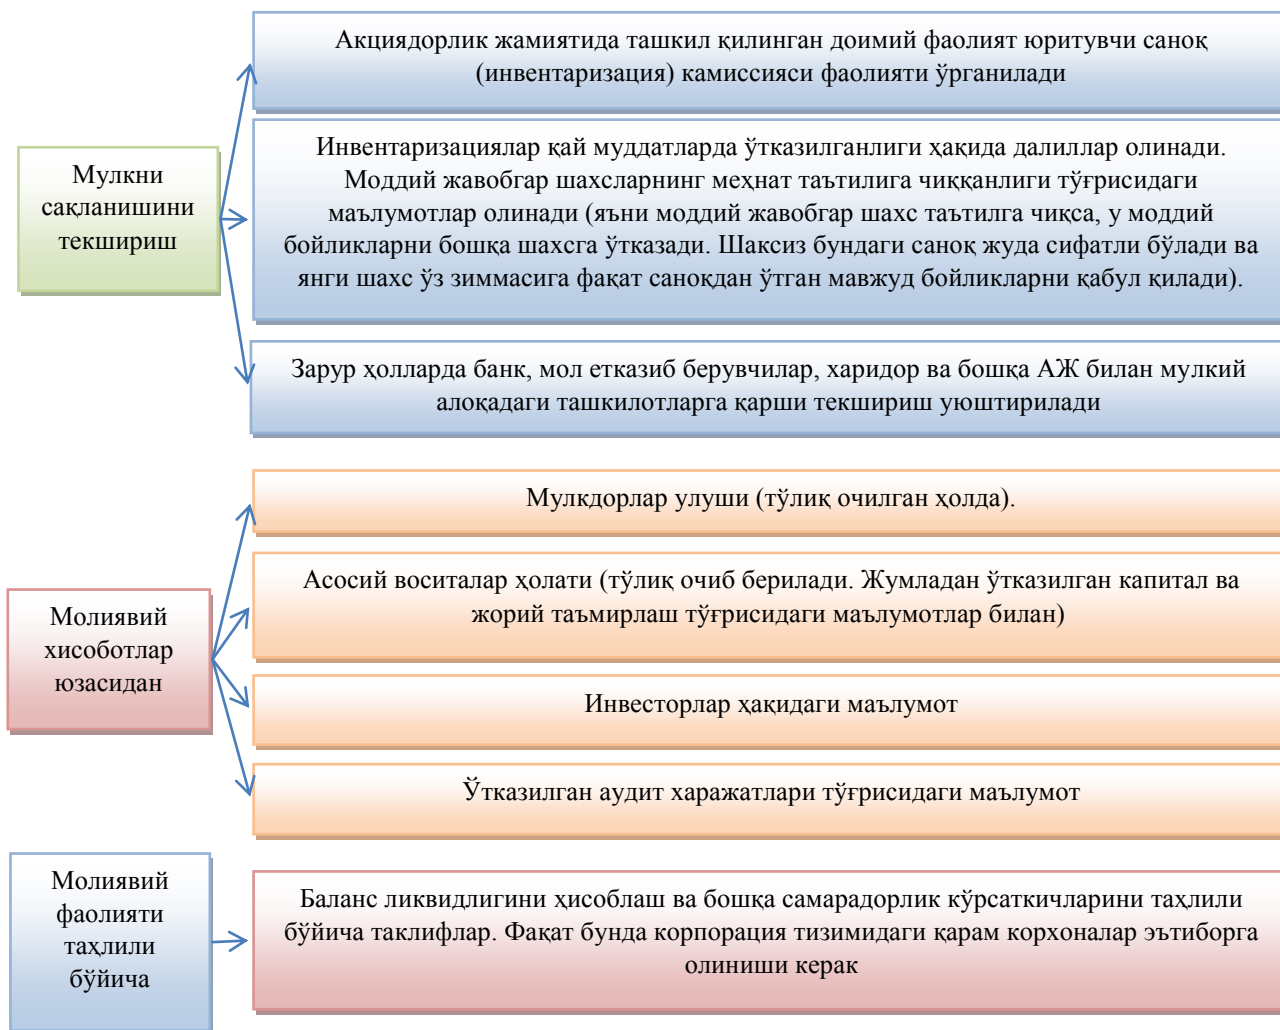 Мулкни
сақланишини
текшириш
Акциядорлик жамиятида ташкил қилинган доимий фаолият юритувчи саноқ
(инвентаризация) камиссияси фаолияти ўрганилади
Инвентаризациялар қай муддатларда ўтказилганлиги ҳақида далиллар олинади.
Моддий жавобгар шахсларнинг меҳнат таътилига чиққанлиги тўғрисидаги
маълумотлар олинади (яъни моддий жавобгар шахс таътилга чиқса, у моддий
бойликларни бошқа шахсга ўтказади. Шаксиз бундаги саноқ жуда сифатли бўлади ва
янги шахс ўз зиммасига фақат саноқдан ўтган мавжуд бойликларни қабул қилади).
Зарур ҳолларда банк, мол етказиб берувчилар, харидор ва бошқа АЖ билан мулкий
алоқадаги ташкилотларга қарши текшириш уюштирилади
Молиявий
хисоботлар
юзасидан
Мулкдорлар улуши (тўлиқ очилган ҳолда).
Асосий воситалар ҳолати (тўлиқ очиб берилади. Жумладан ўтказилган капитал ва
жорий таъмирлаш тўғрисидаги маълумотлар билан)
Инвесторлар ҳақидаги маълумот
Ўтказилган аудит харажатлари тўғрисидаги маълумот
Молиявий
фаолияти
таҳлили
бўйича
Баланс ликвидлигини ҳисоблаш ва бошқа самарадорлик кўрсаткичларини таҳлили
бўйича таклифлар. Фақат бунда корпорация тизимидаги қарам корхоналар эътиборга
олиниши керак